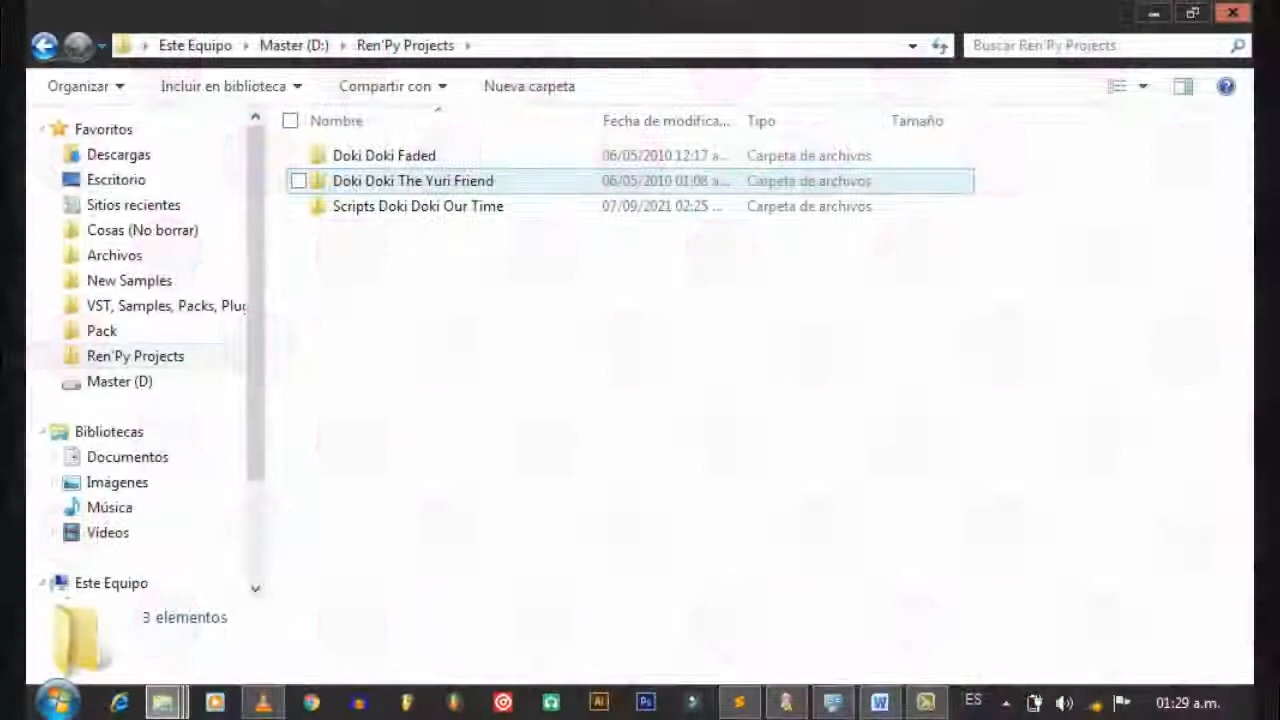 Este Equipo Master (D:) Ren'Py Projects
Buscar Ren'Py Projects
Organizar Incluir en biblioteca Compartir con Nueva carpeta
Nombre Fecha de modifica... Tipo Tamaño
Favoritos
Descargas
Escritorio
Sitios recientes
Cosas (No borrar)
Archivos
New Samples
VST, Samples, Packs, Plug
Pack
Ren'Py Projects
Master (D)
Bibliotecas
Documentos
Imágenes
Música
Vídeos
Este Equipo
Doki Doki Faded 06/05/2010 12:17 a... Carpeta de archivos
Doki Doki The Yuri Friend 06/05/2010 01:08 a... Carpeta de archivos
Scripts Doki Doki Our Time 07/09/2021 02:25 ... Carpeta de archivos
3 elementos
Ai Ps W ES 01:29 a.m.